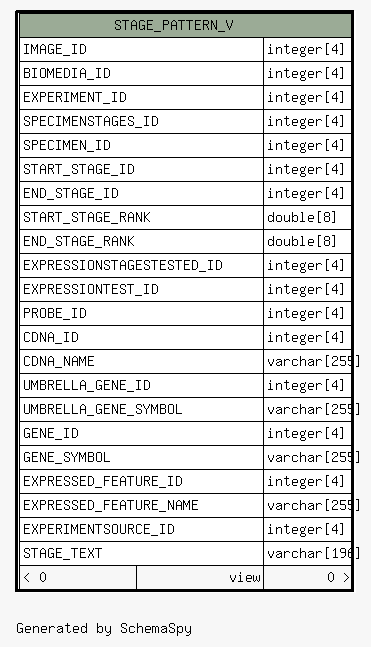 STAGE_PATTERN_V
IMAGE_ID integer[4]
BIOMEDIA_ID integer[4]
EXPERIMENT_ID integer[4]
SPECIMENSTAGES_ID integer[4]
SPECIMEN_ID integer[4]
START_STAGE_ID integer[4]
END_STAGE_ID integer[4]
START_STAGE_RANK double[8]
END_STAGE_RANK double[8]
EXPRESSIONSTAGESTESTED_ID integer[4]
EXPRESSIONTEST_ID integer[4]
PROBE_ID integer[4]
CDNA_ID integer[4]
CDNA_NAME varchar[255]
UMBRELLA_GENE_ID integer[4]
UMBRELLA_GENE_SYMBOL varchar[255]
GENE_ID integer[4]
GENE_SYMBOL varchar[255]
EXPRESSED_FEATURE_ID integer[4]
EXPRESSED_FEATURE_NAME varchar[255]
EXPERIMENTSOURCE_ID integer[4]
STAGE_TEXT varchar[196]
< 0 view 0 >
Generated by SchemaSpy